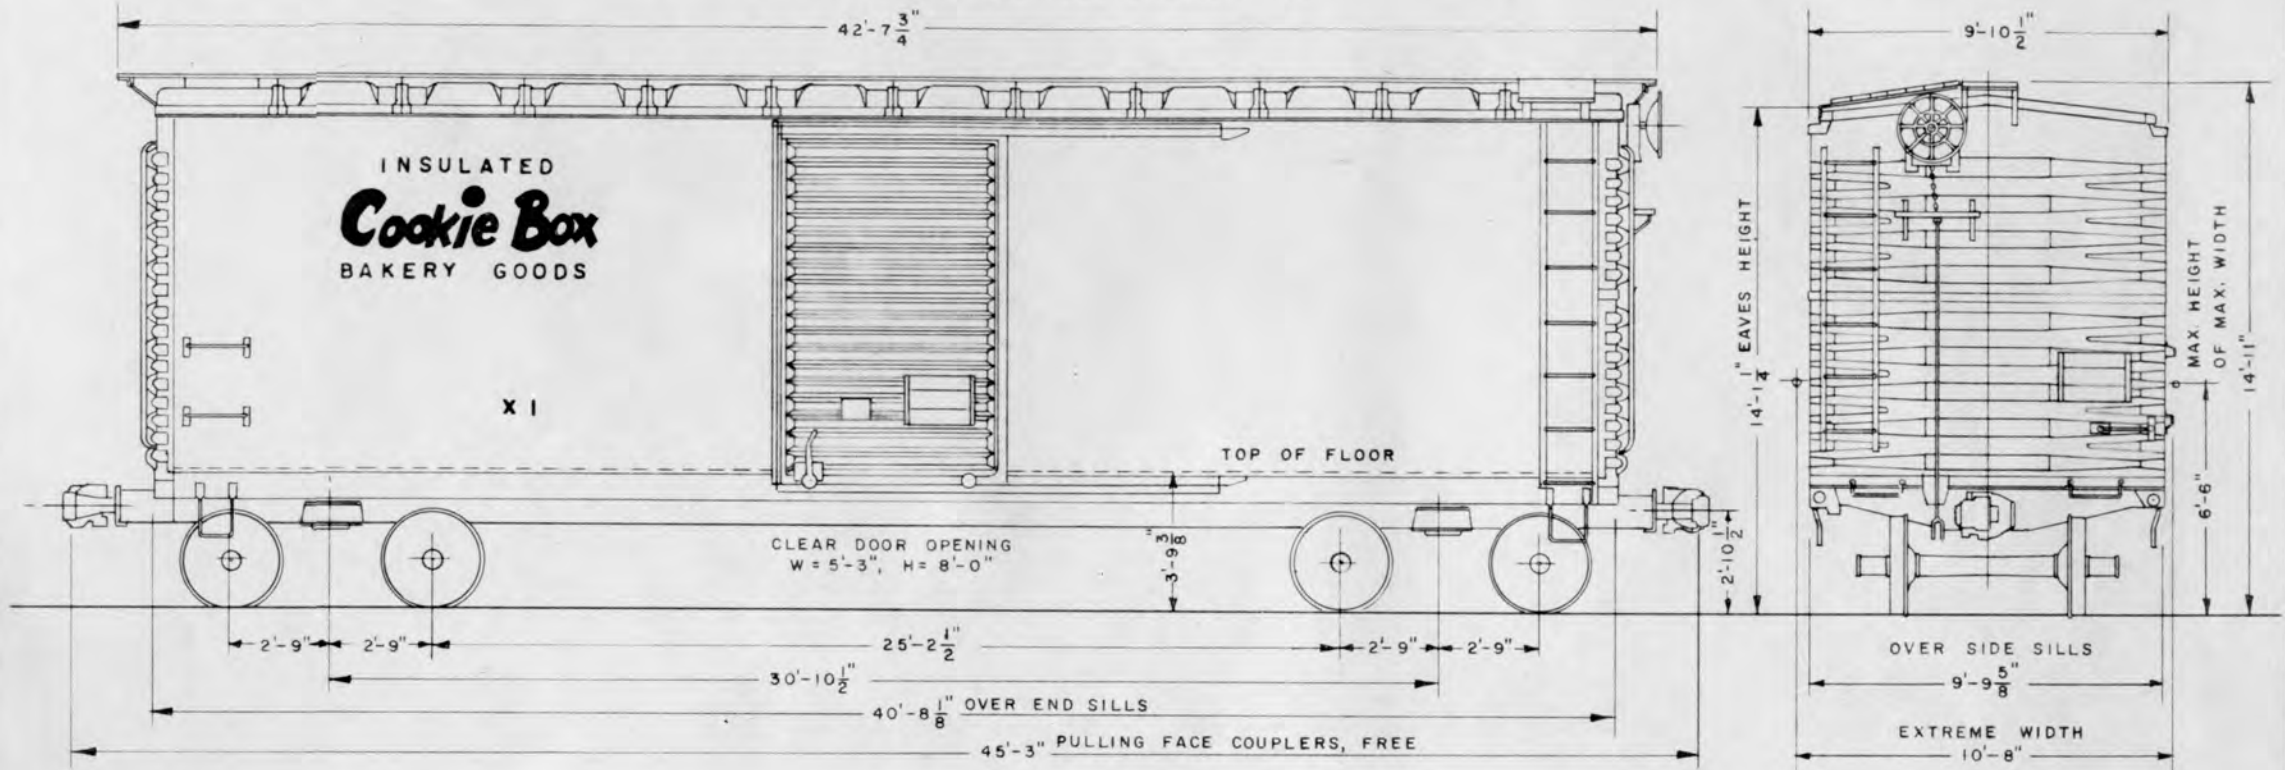 42'-7 3/4"
9'-10 1/2"
INSULATED
Cookie Box
BAKERY GOODS
X 1
TOP OF FLOOR
CLEAR DOOR OPENING
W = 5'-3", H = 8'-0"
3'-9 3/8"
2'-10 1/2"
14'-1 1/4" EAVES HEIGHT
MAX. HEIGHT
OF MAX. WIDTH
6'-6"
14'-11"
2'-9"
2'-9"
25'-2 1/2"
2'-9"
2'-9"
30'-10 1/2"
40'-8 1/8" OVER END SILLS
45'-3" PULLING FACE COUPLERS, FREE
OVER SIDE SILLS
9'-9 5/8"
EXTREME WIDTH
10'-8"